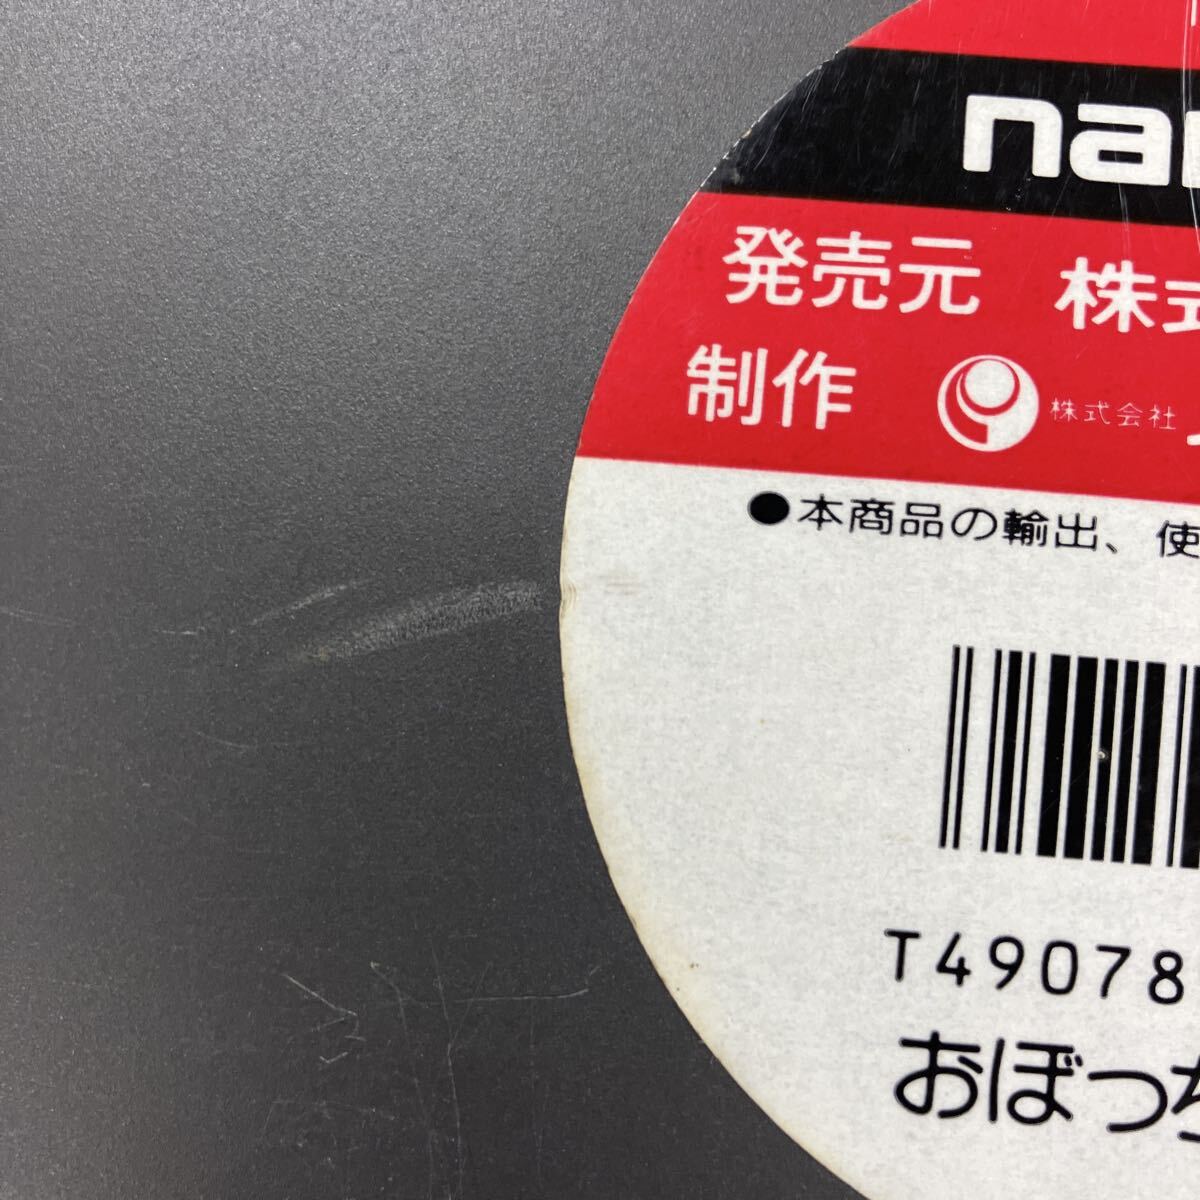 発売元 株式
制作 株式会社
●本商品の輸出、使
T49078
おぼっち